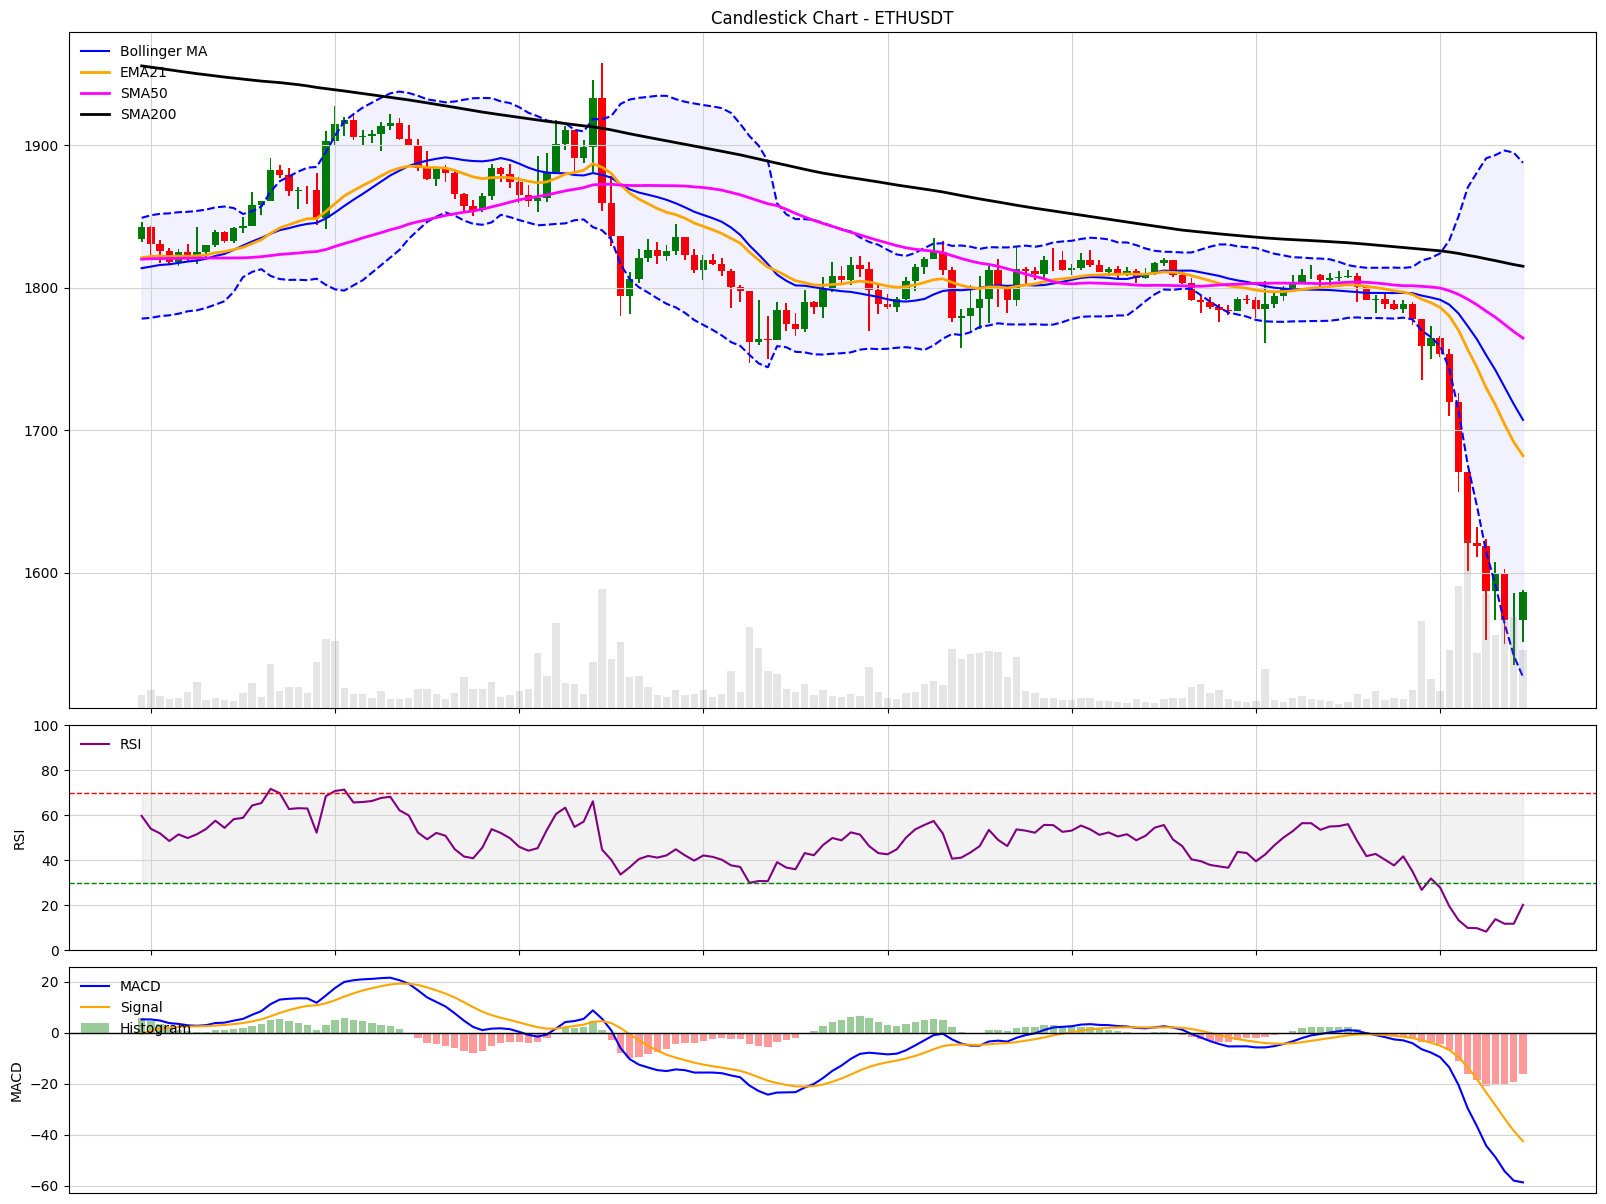 Candlestick Chart - ETHUSDT
Bollinger MA
EMA21
SMA50
SMA200
1900
1800
1700
1600
100
RSI
80
60
RSI
40
20
0
20
MACD
Signal
Histogram
0
−20
MACD
−40
−60